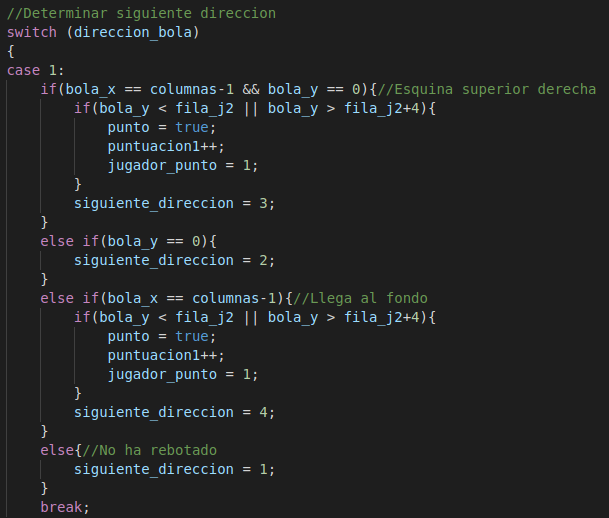 //Determinar siguiente direccion
switch (direccion_bola)
{
case 1:
    if(bola_x == columnas-1 && bola_y == 0){//Esquina superior derecha
        if(bola_y < fila_j2 || bola_y > fila_j2+4){
            punto = true;
            puntuacion1++;
            jugador_punto = 1;
        }
        siguiente_direccion = 3;
    }
    else if(bola_y == 0){
        siguiente_direccion = 2;
    }
    else if(bola_x == columnas-1){//Llega al fondo
        if(bola_y < fila_j2 || bola_y > fila_j2+4){
            punto = true;
            puntuacion1++;
            jugador_punto = 1;
        }
        siguiente_direccion = 4;
    }
    else{//No ha rebotado
        siguiente_direccion = 1;
    }
    break;